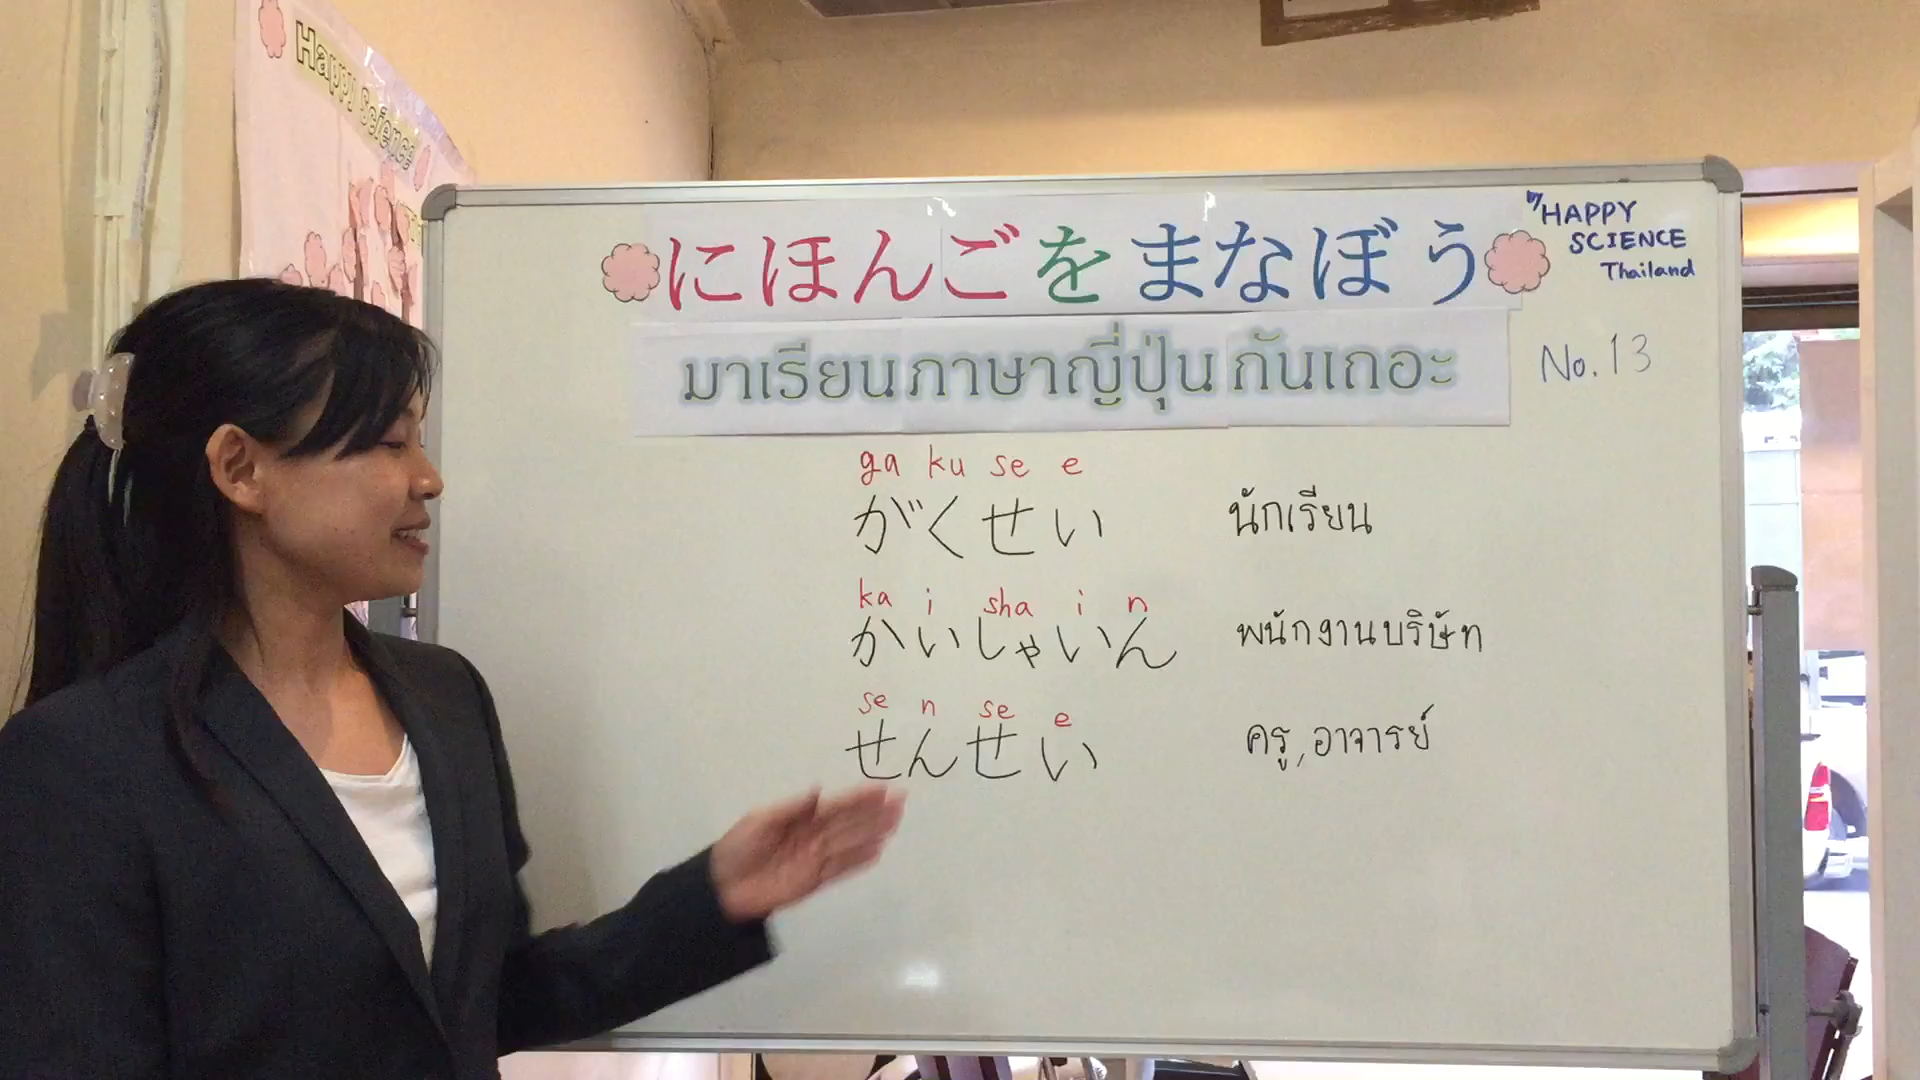 Happy Science
にほんごをまなぼう
by HAPPY
SCIENCE
Thailand
มาเรียนภาษาญี่ปุ่นกันเถอะ
No.13
ga ku se e
がくせい นักเรียน
ka i sha i n
かいしゃいん พนักงานบริษัท
se n se e
せんせい ครู, อาจารย์